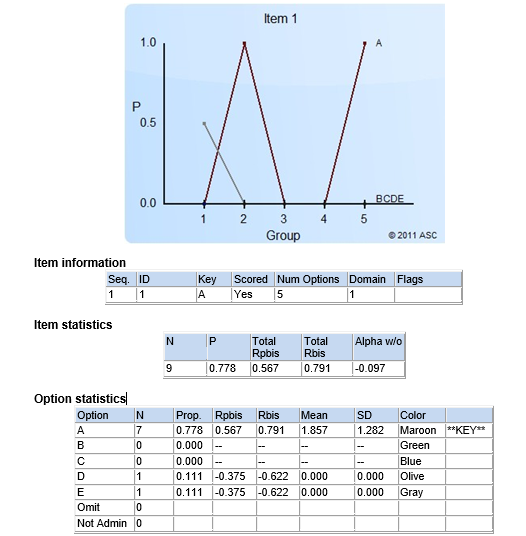 Item 1
1.0
A
P
0.5
0.0
BCDE
1 2 3 4 5
Group
© 2011 ASC
Item information
Seq. ID Key Scored Num Options Domain Flags
1 1 A Yes 5 1
Item statistics
N P Total Rpbis Total Rbis Alpha w/o
9 0.778 0.567 0.791 -0.097
Option statistics
Option N Prop. Rpbis Rbis Mean SD Color
A 7 0.778 0.567 0.791 1.857 1.282 Maroon **KEY**
B 0 0.000 -- -- -- -- Green
C 0 0.000 -- -- -- -- Blue
D 1 0.111 -0.375 -0.622 0.000 0.000 Olive
E 1 0.111 -0.375 -0.622 0.000 0.000 Gray
Omit 0
Not Admin 0